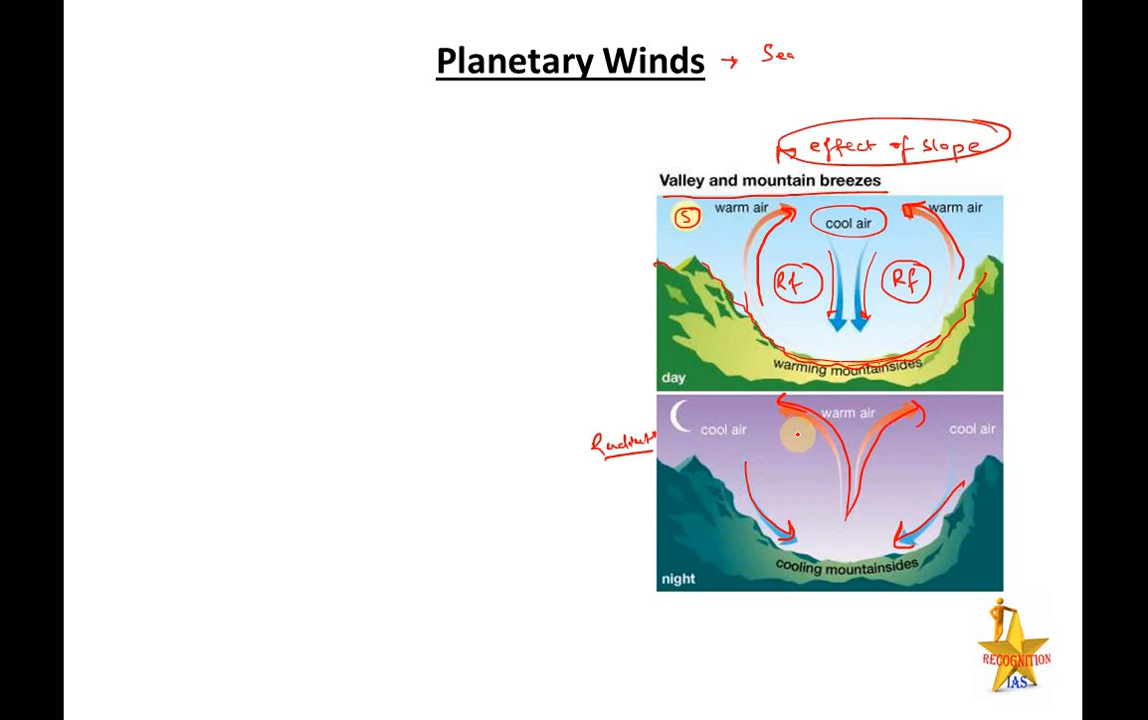 Planetary Winds → Sea
effect of slope
Valley and mountain breezes
S warm air cool air warm air
Rf Rf
warming mountainsides
day
warm air
cool air cool air
cooling mountainsides
night
RECOGNITION
IAS